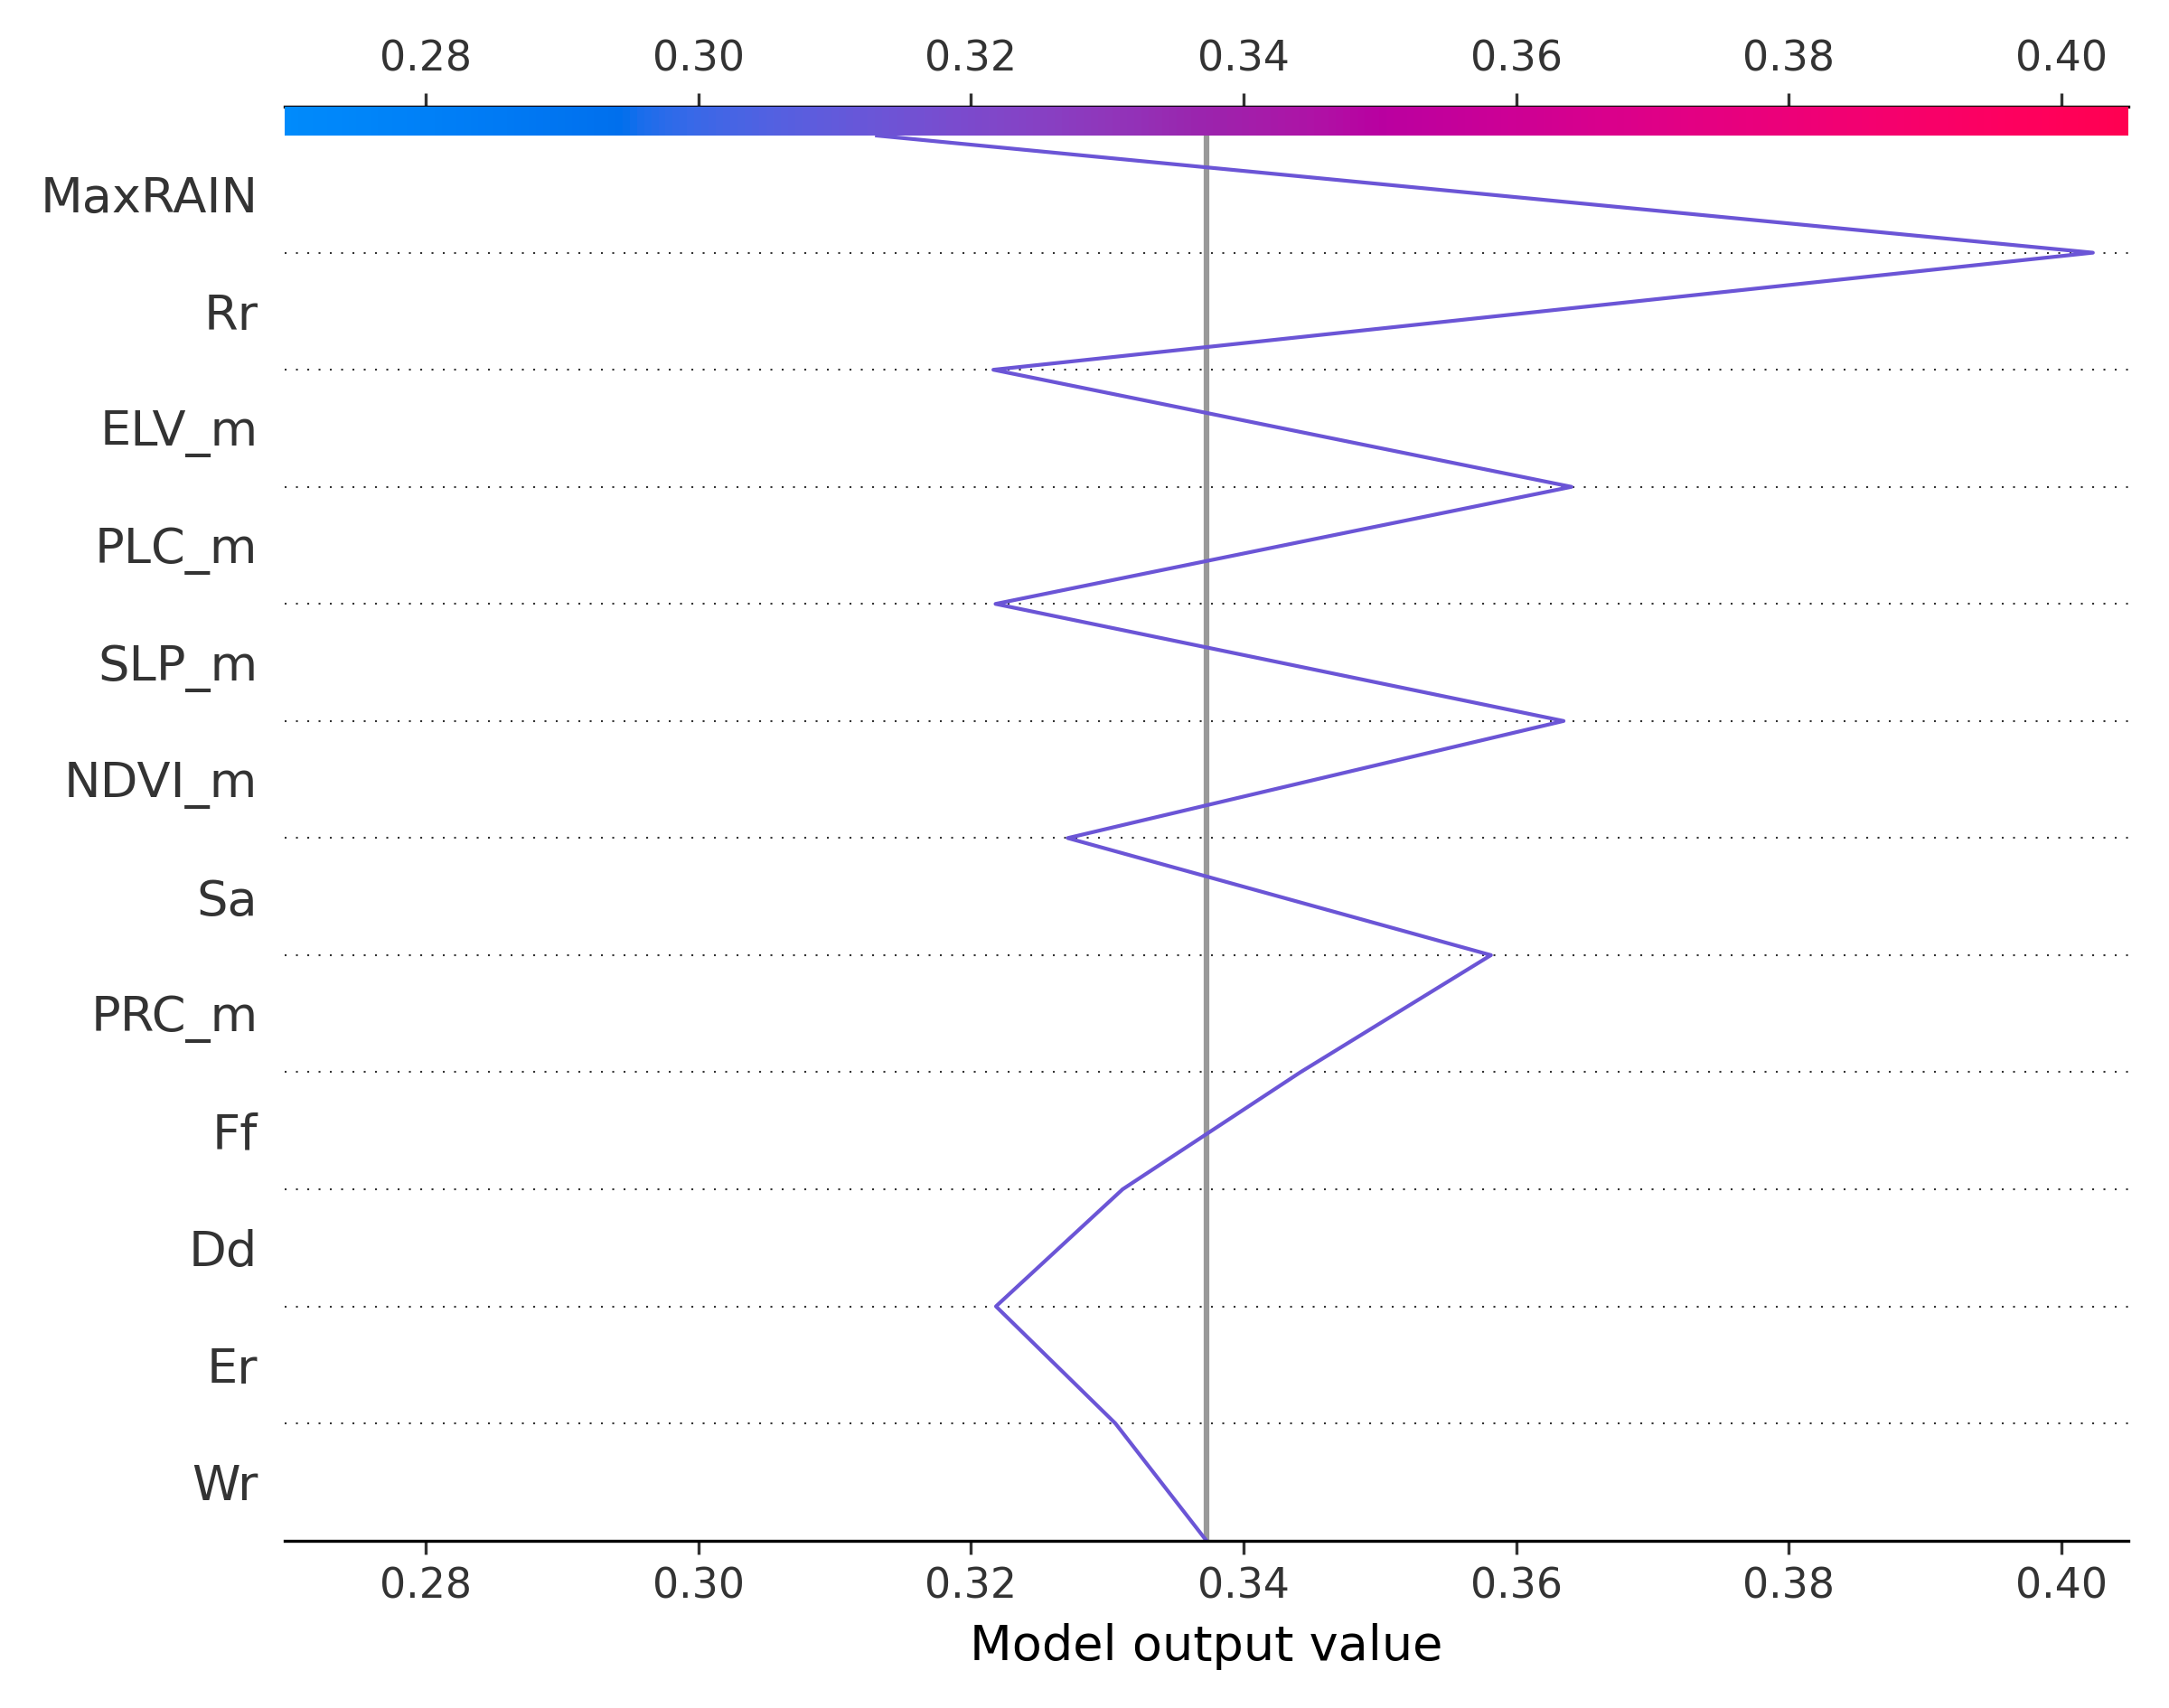 0.28 0.30 0.32 0.34 0.36 0.38 0.40
MaxRAIN
Rr
ELV_m
PLC_m
SLP_m
NDVI_m
Sa
PRC_m
Ff
Dd
Er
Wr
0.28 0.30 0.32 0.34 0.36 0.38 0.40
Model output value